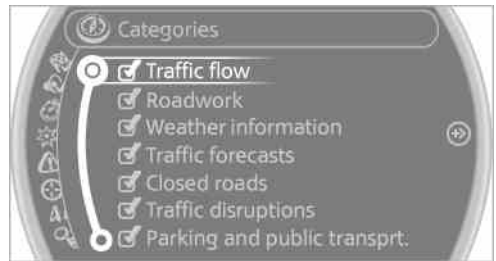 Categories
Traffic flow
Roadwork
Weather information
Traffic forecasts
Closed roads
Traffic disruptions
Parking and public transprt.